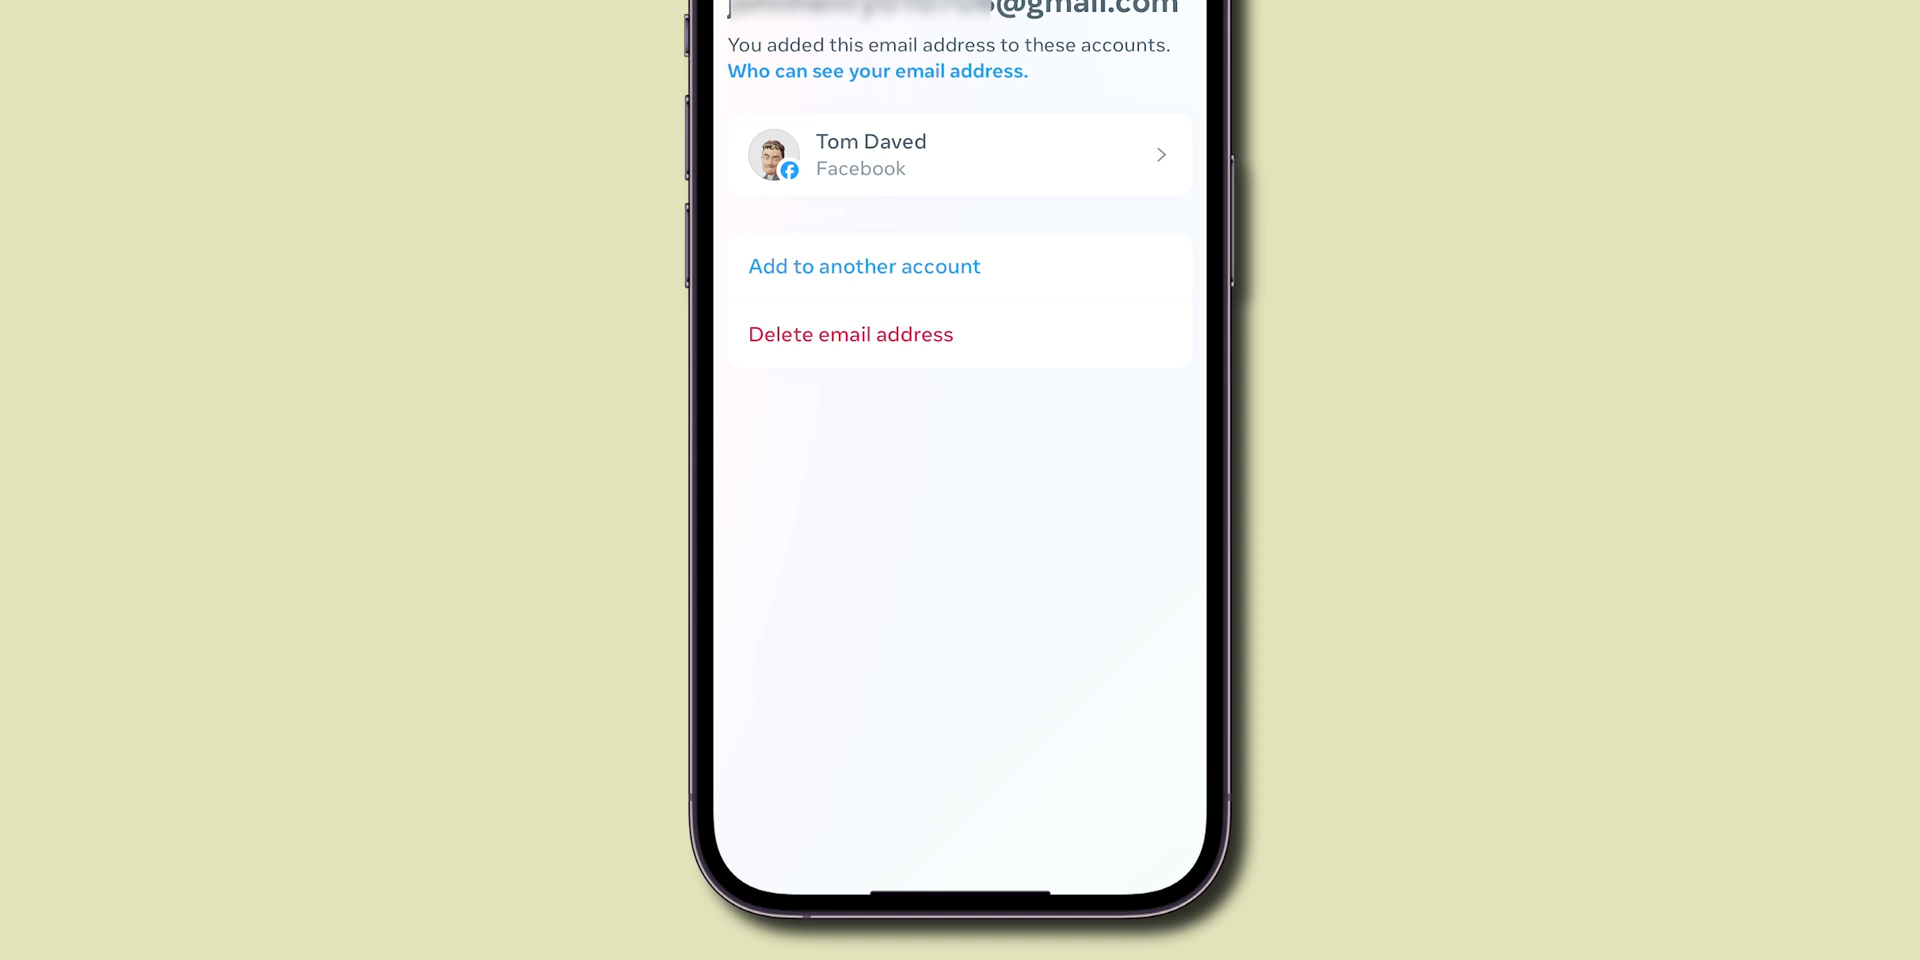 @gmail.com
You added this email address to these accounts.
Who can see your email address.
Tom Daved
Facebook
Add to another account
Delete email address